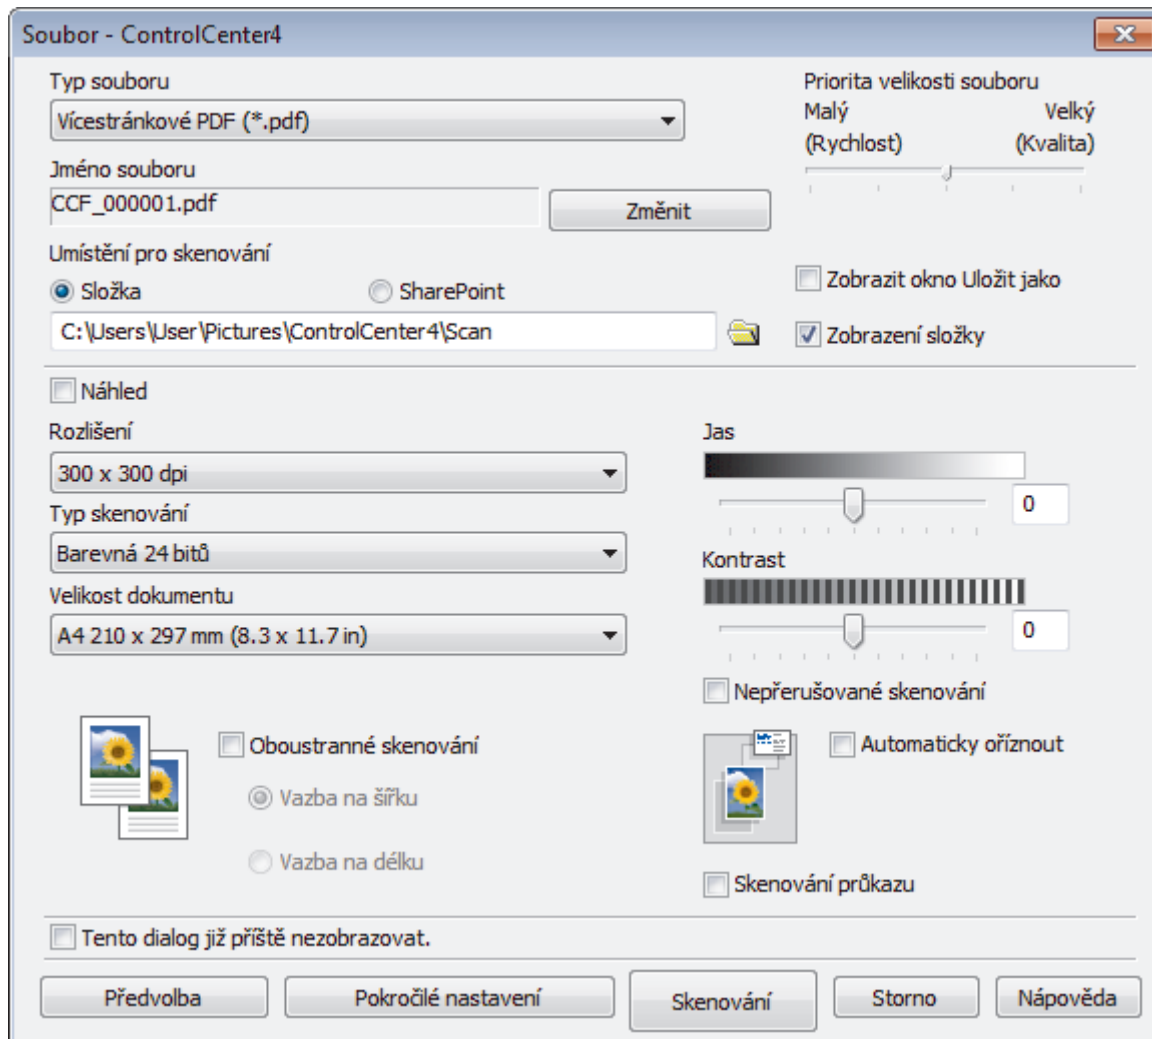 Soubor - ControlCenter4
Typ souboru
Vícestránkové PDF (*.pdf)
Priorita velikosti souboru
Malý Velký
(Rychlost) (Kvalita)
Jméno souboru
CCF_000001.pdf
Změnit
Umístění pro skenování
Složka SharePoint
Zobrazit okno Uložit jako
C:\Users\User\Pictures\ControlCenter4\Scan
Zobrazení složky
Náhled
Rozlišení
300 x 300 dpi
Typ skenování
Barevná 24 bitů
Velikost dokumentu
A4 210 x 297 mm (8.3 x 11.7 in)
Jas
0
Kontrast
0
Nepřerušované skenování
Oboustranné skenování
Vazba na šířku
Vazba na délku
Automaticky oříznout
Skenování průkazu
Tento dialog již příště nezobrazovat.
Předvolba Pokročilé nastavení Skenování Storno Nápověda